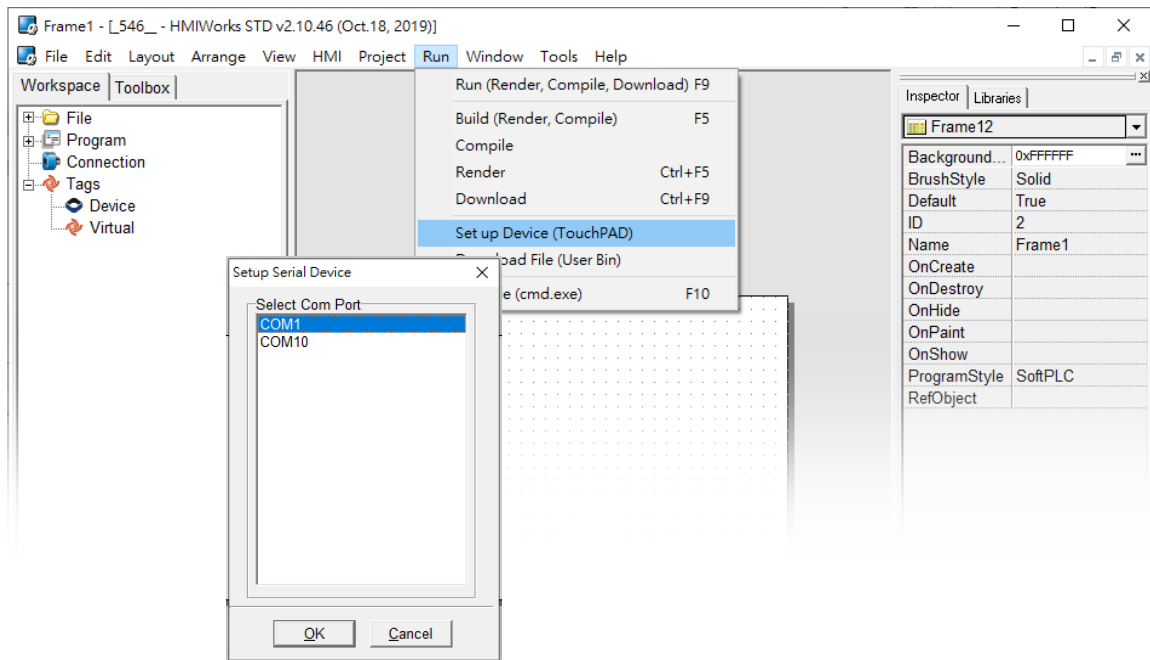 Frame1 - [_546__ - HMIWorks STD v2.10.46 (Oct.18, 2019)]
File Edit Layout Arrange View HMI Project Run Window Tools Help
Workspace Toolbox
File
Program
Connection
Tags
Device
Virtual
Run (Render, Compile, Download) F9
Build (Render, Compile) F5
Compile
Render Ctrl+F5
Download Ctrl+F9
Set up Device (TouchPAD)
oad File (User Bin)
e (cmd.exe) F10
Setup Serial Device
Select Com Port
COM1
COM10
OK Cancel
Inspector Libraries
Frame12
Background... 0xFFFFFF ...
BrushStyle Solid
Default True
ID 2
Name Frame1
OnCreate
OnDestroy
OnHide
OnPaint
OnShow
ProgramStyle SoftPLC
RefObject